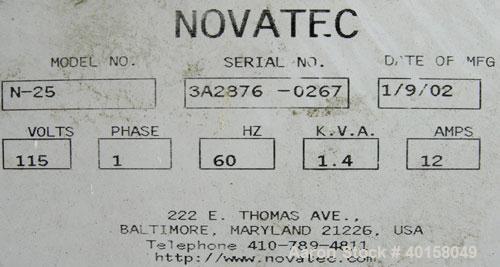 NOVATEC
MODEL NO. SERIAL NO. DATE OF MFG
N-25 3A2876 -0267 1/9/02
VOLTS PHASE HZ K.V.A. AMPS
115 1 60 1.4 12
222 E. THOMAS AVE.,
BALTIMORE, MARYLAND 21226, USA
Telephone 410-789-4811
http://www.novatec.com
Aaron Stock # 40158049